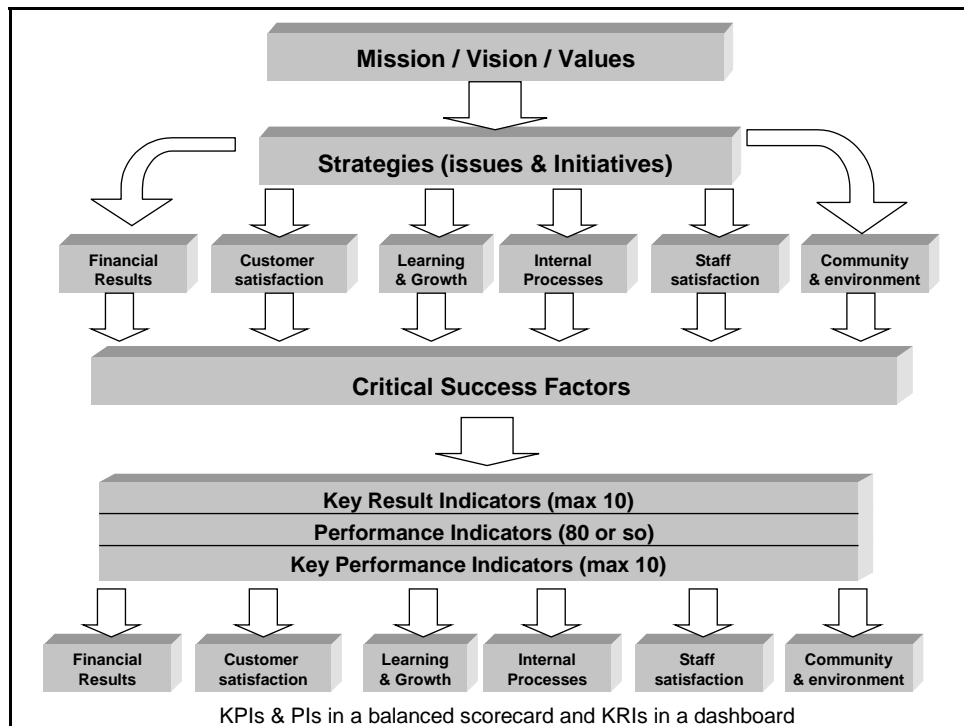 Mission / Vision / Values
Strategies (issues & Initiatives)
Financial
Results
Customer
satisfaction
Learning
& Growth
Internal
Processes
Staff
satisfaction
Community
& environment
Critical Success Factors
Key Result Indicators (max 10)
Performance Indicators (80 or so)
Key Performance Indicators (max 10)
Financial
Results
Customer
satisfaction
Learning
& Growth
Internal
Processes
Staff
satisfaction
Community
& environment
KPIs & PIs in a balanced scorecard and KRIs in a dashboard